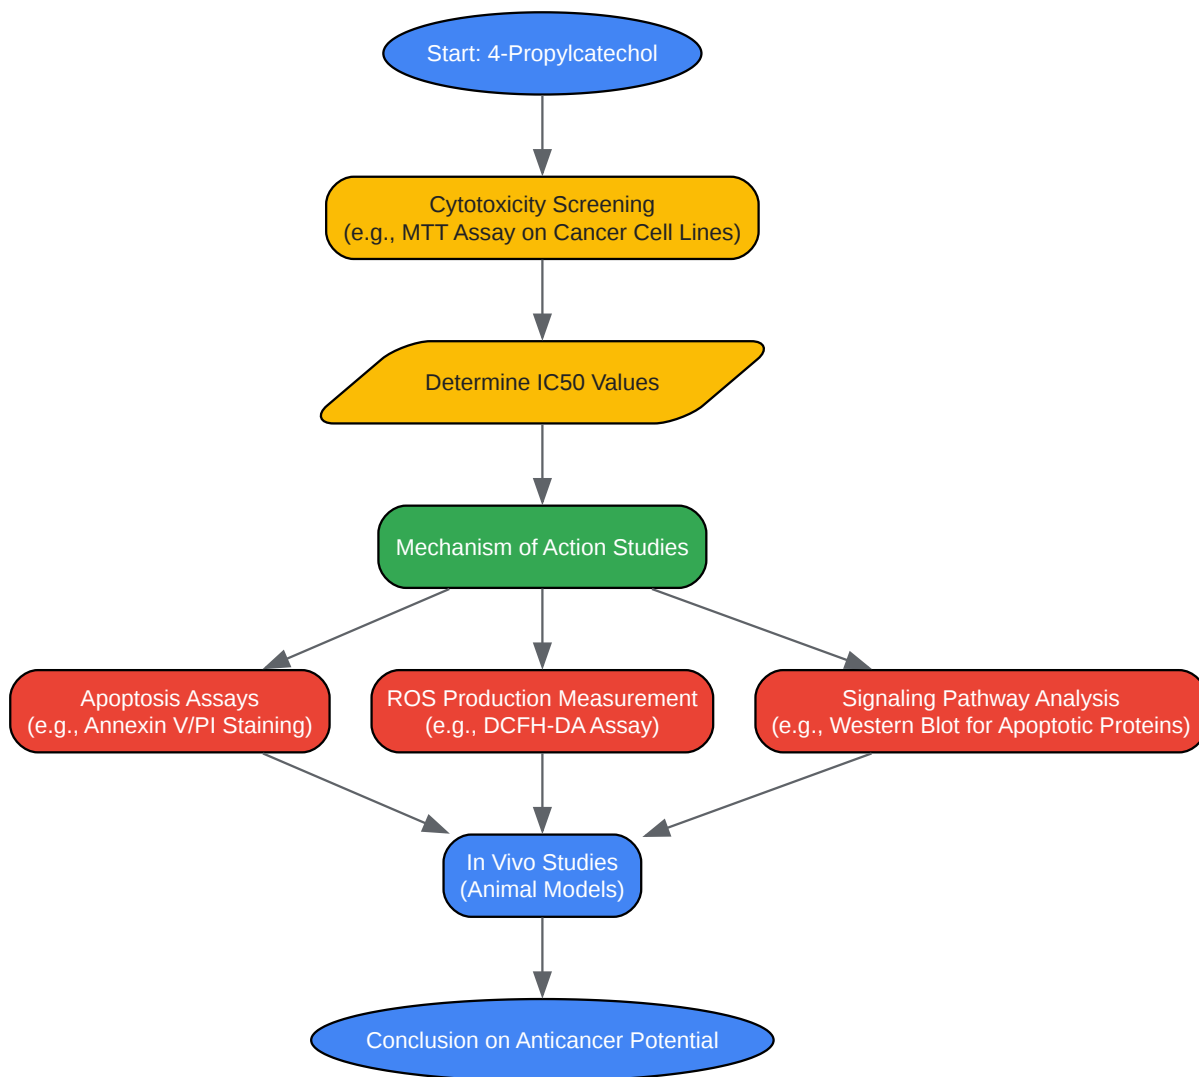 Start: 4-Propylcatechol
Cytotoxicity Screening
(e.g., MTT Assay on Cancer Cell Lines)
Determine IC50 Values
Mechanism of Action Studies
Apoptosis Assays
(e.g., Annexin V/PI Staining)
ROS Production Measurement
(e.g., DCFH-DA Assay)
Signaling Pathway Analysis
(e.g., Western Blot for Apoptotic Proteins)
In Vivo Studies
(Animal Models)
Conclusion on Anticancer Potential